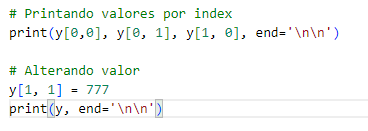 # Printando valores por index
print(y[0,0], y[0, 1], y[1, 0], end='\n\n')
# Alterando valor
y[1, 1] = 777
print(y, end='\n\n')